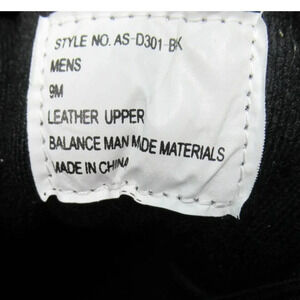 STYLE NO. AS-D301-BK
MENS
9M
LEATHER UPPER
BALANCE MAN MADE MATERIALS
MADE IN CHINA